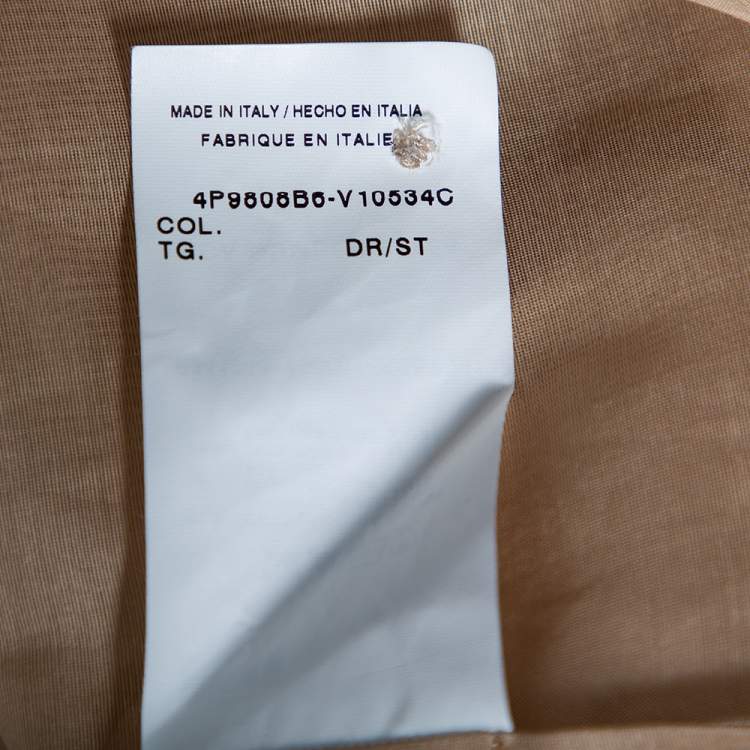 MADE IN ITALY / HECHO EN ITALIA
FABRIQUE EN ITALIE
4P9808B6-V10534C
COL.
TG. DR/ST